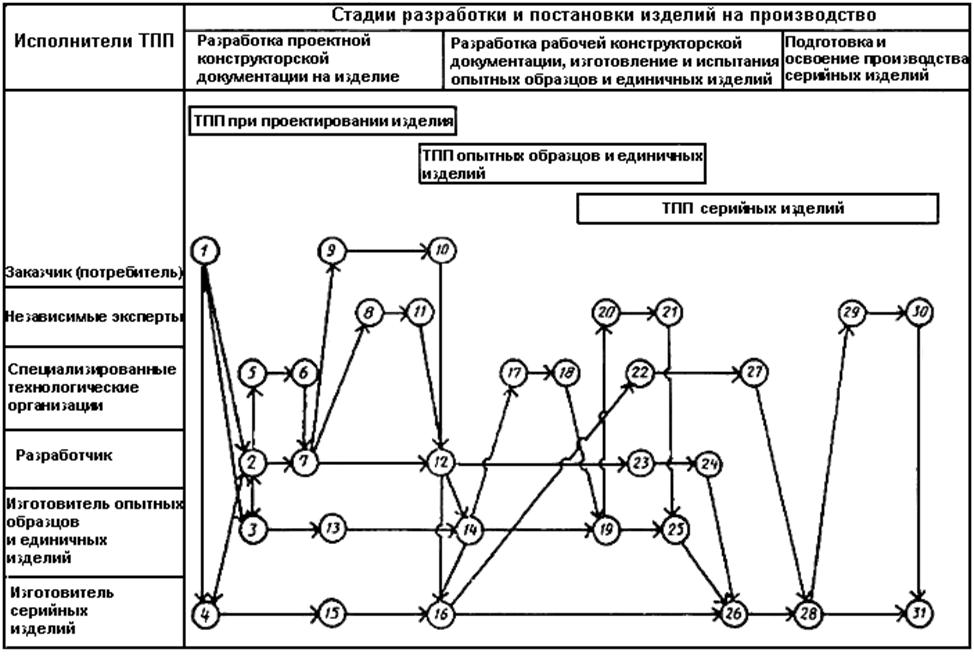 Исполнители ТПП
Стадии разработки и постановки изделий на производство
Разработка проектной
конструкторской
документации на изделие
Разработка рабочей конструкторской
документации, изготовление и испытания
опытных образцов и единичных изделий
Подготовка и
освоение производства
серийных изделий
ТПП при проектировании изделия
ТПП опытных образцов и единичных
изделий
ТПП серийных изделий
1 9 10
Заказчик (потребитель)
Независимые эксперты
8 11 20 21 29 30
Специализированные
технологические
организации
5 6 17 18 22 27
Разработчик
2 7 12 23 24
Изготовитель опытных
образцов
и единичных
изделий
3 13 14 19 25
Изготовитель
серийных
изделий
4 15 16 26 28 31